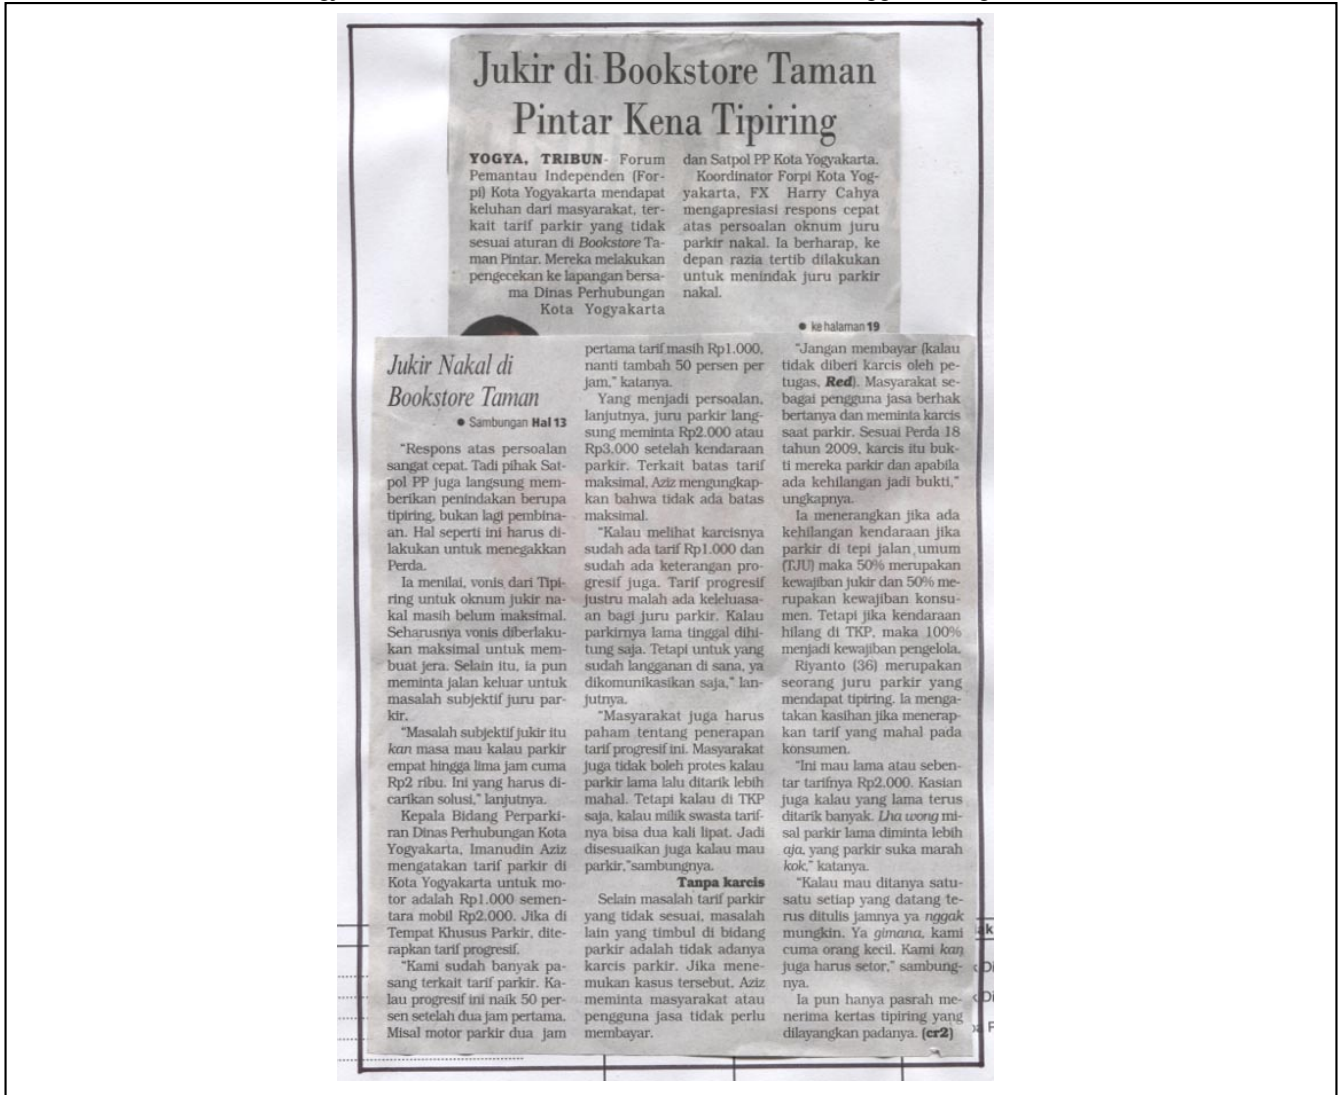 Jukir di Bookstore Taman
Pintar Kena Tipiring
YOGYA, TRIBUN- Forum
Pemantau Independen (For-
pi) Kota Yogyakarta mendapat
keluhan dari masyarakat, ter-
kait tarif parkir yang tidak
sesuai aturan di Bookstore Ta-
man Pintar. Mereka melakukan
pengecekan ke lapangan bersa-
ma Dinas Perhubungan
Kota Yogyakarta
dan Satpol PP Kota Yogyakarta.
Koordinator Forpi Kota Yog-
yakarta, FX Harry Cahya
mengapresiasi respons cepat
atas persoalan oknum juru
parkir nakal. Ia berharap, ke
depan razia tertib dilakukan
untuk menindak juru parkir
nakal.
● ke halaman 19
Jukir Nakal di
Bookstore Taman
● Sambungan Hal 13
"Respons atas persoalan
sangat cepat. Tadi pihak Sat-
pol PP juga langsung mem-
berikan penindakan berupa
tipiring, bukan lagi pembina-
an. Hal seperti ini harus di-
lakukan untuk menegakkan
Perda.
Ia menilai, vonis dari Tipi-
ring untuk oknum jukir na-
kal masih belum maksimal.
Seharusnya vonis diberlaku-
kan maksimal untuk mem-
buat jera. Selain itu, ia pun
meminta jalan keluar untuk
masalah subjektif juru par-
kir.
"Masalah subjektif jukir itu
kan masa mau kalau parkir
empat hingga lima jam cuma
Rp2 ribu. Ini yang harus di-
carikan solusi," lanjutnya.
Kepala Bidang Perparki-
ran Dinas Perhubungan Kota
Yogyakarta, Imanudin Aziz
mengatakan tarif parkir di
Kota Yogyakarta untuk mo-
tor adalah Rp1.000 semen-
tara mobil Rp2.000. Jika di
Tempat Khusus Parkir, dite-
rapkan tarif progresif.
"Kami sudah banyak pa-
sang terkait tarif parkir. Ka-
lau progresif ini naik 50 per-
sen setelah dua jam pertama.
Misal motor parkir dua jam
pertama tarif masih Rp1.000,
nanti tambah 50 persen per
jam," katanya.
Yang menjadi persoalan,
lanjutnya, juru parkir lang-
sung meminta Rp2.000 atau
Rp3.000 setelah kendaraan
parkir. Terkait batas tarif
maksimal, Aziz mengungkap-
kan bahwa tidak ada batas
maksimal.
"Kalau melihat karcisnya
sudah ada tarif Rp1.000 dan
sudah ada keterangan pro-
gresif juga. Tarif progresif
justru malah ada keleluasa-
an bagi juru parkir. Kalau
parkirnya lama tinggal dihi-
tung saja. Tetapi untuk yang
sudah langganan di sana, ya
dikomunikasikan saja," lan-
jutnya.
"Masyarakat juga harus
paham tentang penerapan
tarif progresif ini. Masyarakat
juga tidak boleh protes kalau
parkir lama lalu ditarik lebih
mahal. Tetapi kalau di TKP
saja, kalau milik swasta tarif-
nya bisa dua kali lipat. Jadi
disesuaikan juga kalau mau
parkir,"sambungnya.
Tanpa karcis
Selain masalah tarif parkir
yang tidak sesuai, masalah
lain yang timbul di bidang
parkir adalah tidak adanya
karcis parkir. Jika mene-
mukan kasus tersebut, Aziz
meminta masyarakat atau
pengguna jasa tidak perlu
membayar.
"Jangan membayar (kalau
tidak diberi karcis oleh pe-
tugas, Red). Masyarakat se-
bagai pengguna jasa berhak
bertanya dan meminta karcis
saat parkir. Sesuai Perda 18
tahun 2009, karcis itu buk-
ti mereka parkir dan apabila
ada kehilangan jadi bukti,"
ungkapnya.
Ia menerangkan jika ada
kehilangan kendaraan jika
parkir di tepi jalan umum
(TJU) maka 50% merupakan
kewajiban jukir dan 50% me-
rupakan kewajiban konsu-
men. Tetapi jika kendaraan
hilang di TKP, maka 100%
menjadi kewajiban pengelola.
Riyanto (36) merupakan
seorang juru parkir yang
mendapat tipiring. Ia menga-
takan kasihan jika menerap-
kan tarif yang mahal pada
konsumen.
"Ini mau lama atau seben-
tar tarifnya Rp2.000. Kasian
juga kalau yang lama terus
ditarik banyak. Lha wong mi-
sal parkir lama diminta lebih
aja, yang parkir suka marah
kok," katanya.
"Kalau mau ditanya satu-
satu setiap yang datang te-
rus ditulis jamnya ya nggak
mungkin. Ya gimana, kami
cuma orang kecil. Kami kan
juga harus setor," sambung-
nya.
Ia pun hanya pasrah me-
nerima kertas tipiring yang
dilayangkan padanya. (cr2)